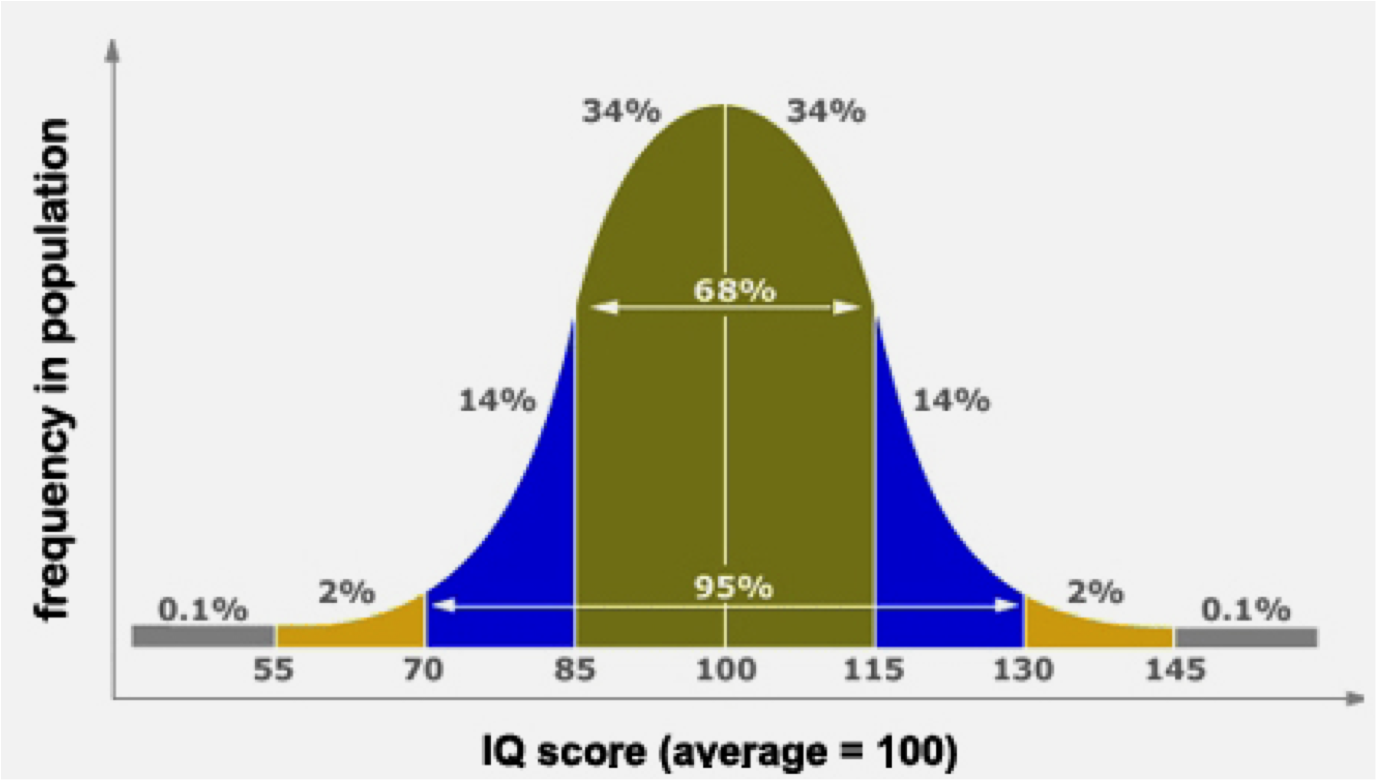 frequency in population
34% 34%
68%
14% 14%
95%
2% 2%
0.1% 0.1%
55 70 85 100 115 130 145
IQ score (average = 100)